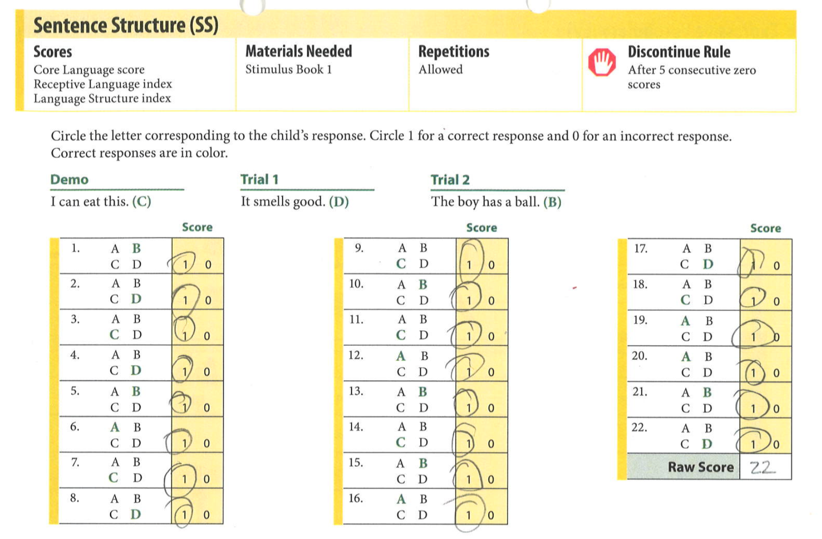 Sentence Structure (SS)
Scores
Core Language score
Receptive Language index
Language Structure index
Materials Needed
Stimulus Book 1
Repetitions
Allowed
Discontinue Rule
After 5 consecutive zero
scores
Circle the letter corresponding to the child's response. Circle 1 for a correct response and 0 for an incorrect response.
Correct responses are in color.
Demo
I can eat this. (C)
Trial 1
It smells good. (D)
Trial 2
The boy has a ball. (B)
Score
1. A B
C D 1 0
2. A B
C D 1 0
3. A B
C D 1 0
4. A B
C D 1 0
5. A B
C D 1 0
6. A B
C D 1 0
7. A B
C D 1 0
8. A B
C D 1 0
Score
9. A B
C D 1 0
10. A B
C D 1 0
11. A B
C D 1 0
12. A B
C D 1 0
13. A B
C D 1 0
14. A B
C D 1 0
15. A B
C D 1 0
16. A B
C D 1 0
Score
17. A B
C D 1 0
18. A B
C D 1 0
19. A B
C D 1 0
20. A B
C D 1 0
21. A B
C D 1 0
22. A B
C D 1 0
Raw Score 22